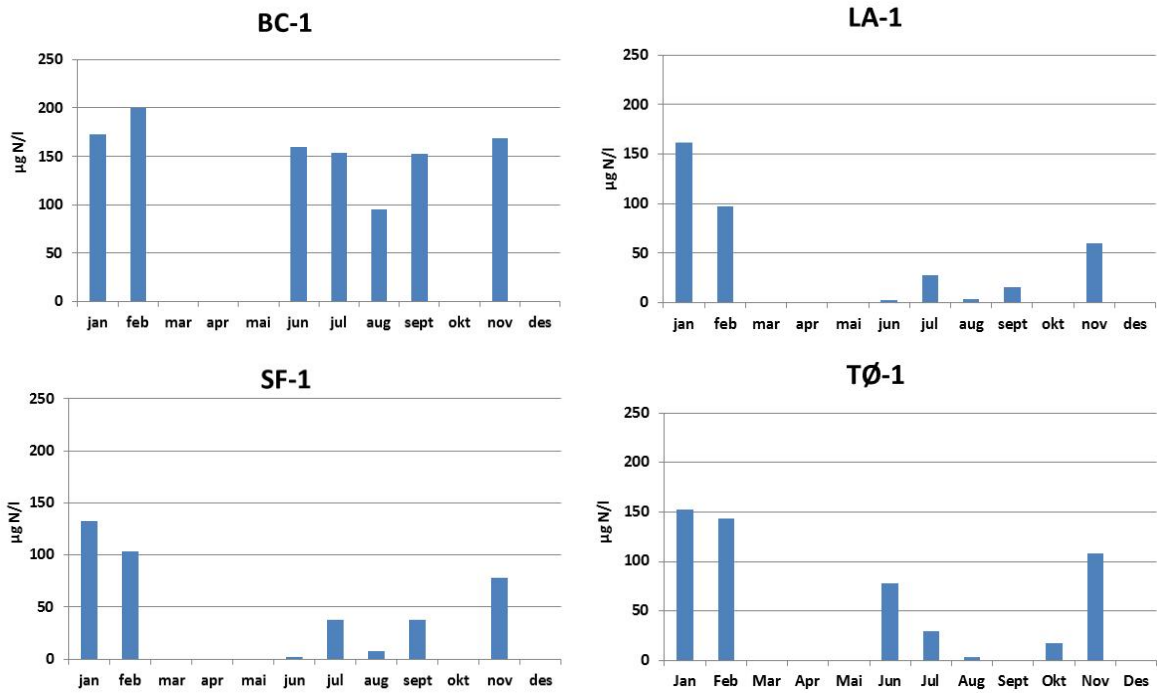 BC-1
250
200
150
100
50
0
µg N/l
jan feb mar apr mai jun jul aug sept okt nov des
LA-1
250
200
150
100
50
0
µg N/l
jan feb mar apr mai jun jul aug sept okt nov des
SF-1
250
200
150
100
50
0
µg N/l
jan feb mar apr mai jun jul aug sept okt nov des
TØ-1
250
200
150
100
50
0
µg N/l
Jan Feb Mar Apr Mai Jun Jul Aug Sept Okt Nov Des